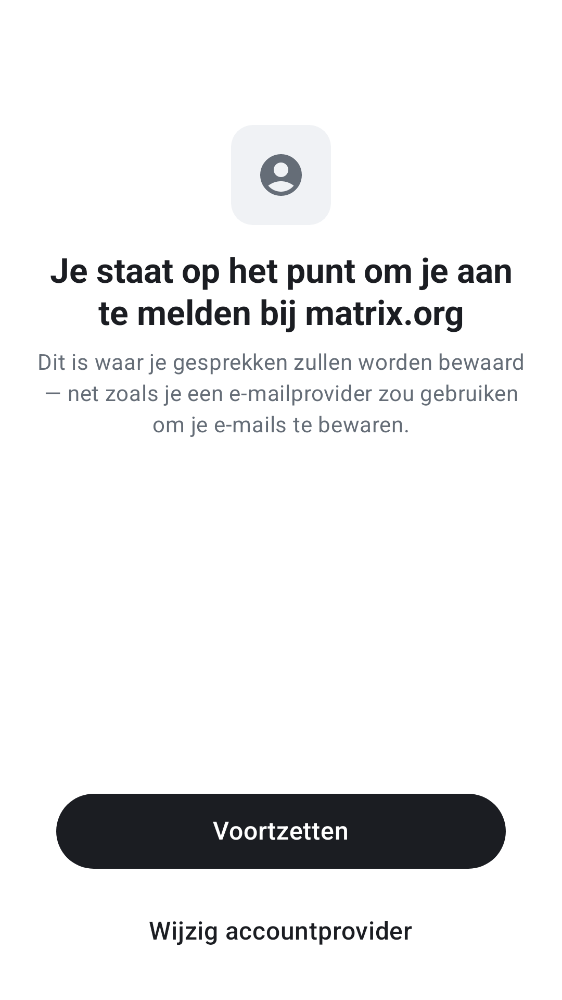 Je staat op het punt om je aan
te melden bij matrix.org
Dit is waar je gesprekken zullen worden bewaard
— net zoals je een e-mailprovider zou gebruiken
om je e-mails te bewaren.
Voortzetten
Wijzig accountprovider